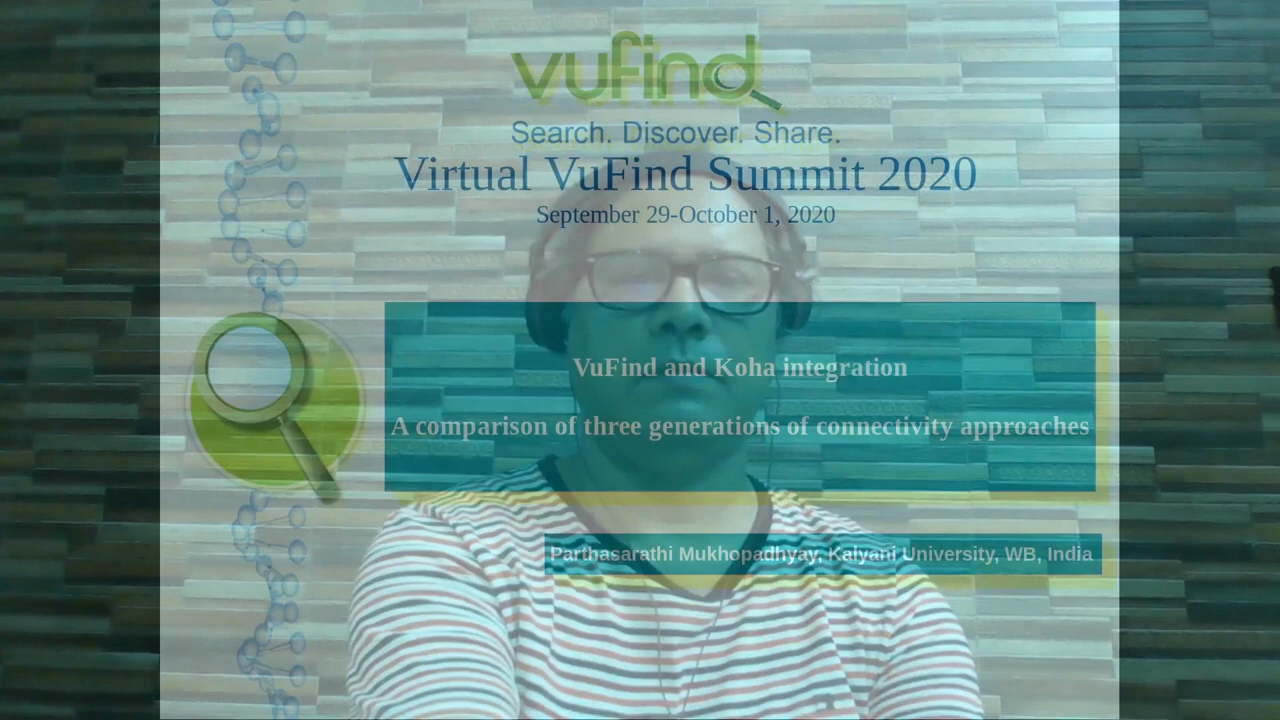 vufind
Search. Discover. Share.
Virtual VuFind Summit 2020
September 29-October 1, 2020
VuFind and Koha integration
A comparison of three generations of connectivity approaches
Parthasarathi Mukhopadhyay, Kalyani University, WB, India